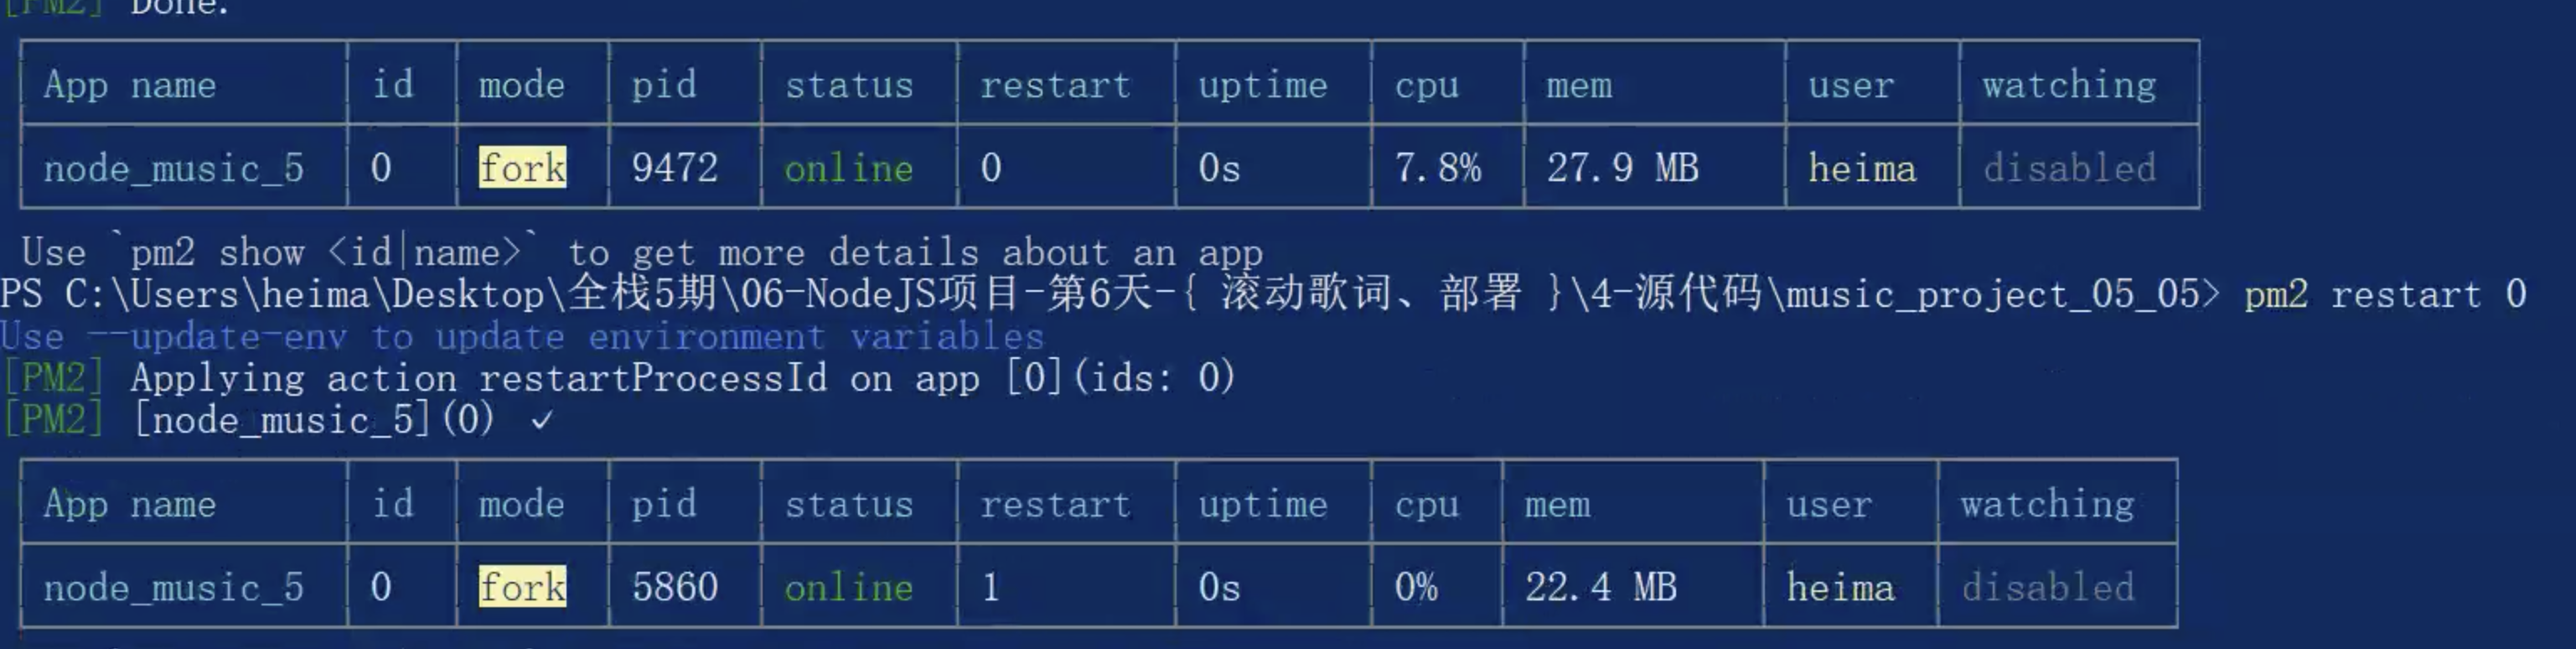 [PM2] Done.
App name id mode pid status restart uptime cpu mem user watching
node_music_5 0 fork 9472 online 0 0s 7.8% 27.9 MB heima disabled
Use `pm2 show <id|name>` to get more details about an app
PS C:\Users\heima\Desktop\全栈5期\06-NodeJS项目-第6天-{ 滚动歌词、部署 }\4-源代码\music_project_05_05> pm2 restart 0
Use --update-env to update environment variables
[PM2] Applying action restartProcessId on app [0](ids: 0)
[PM2] [node_music_5](0) ✓
App name id mode pid status restart uptime cpu mem user watching
node_music_5 0 fork 5860 online 1 0s 0% 22.4 MB heima disabled